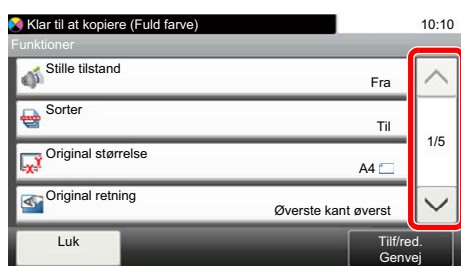 Klar til at kopiere (Fuld farve)
10:10
Funktioner
Stille tilstand
Fra
Sorter
Til
1/5
Original størrelse
A4
Original retning
Øverste kant øverst
Luk
Tilf/red.
Genvej